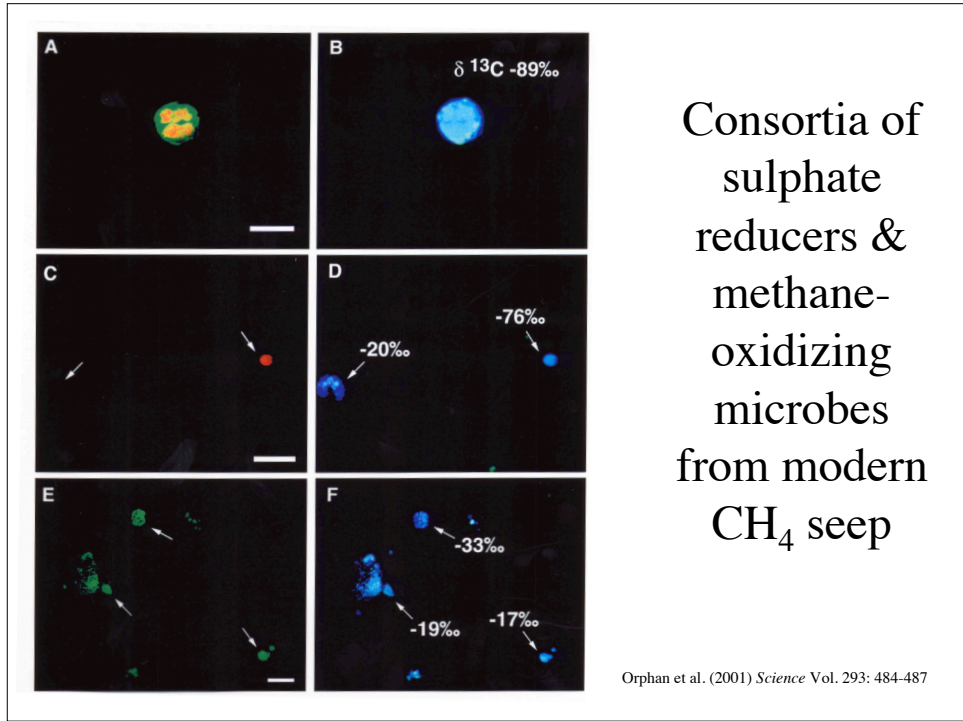 A
B
δ ¹³C -89‰
C
D
-76‰
-20‰
E
F
-33‰
-19‰
-17‰
Consortia of
sulphate
reducers &
methane-
oxidizing
microbes
from modern
CH₄ seep
Orphan et al. (2001) Science Vol. 293: 484-487